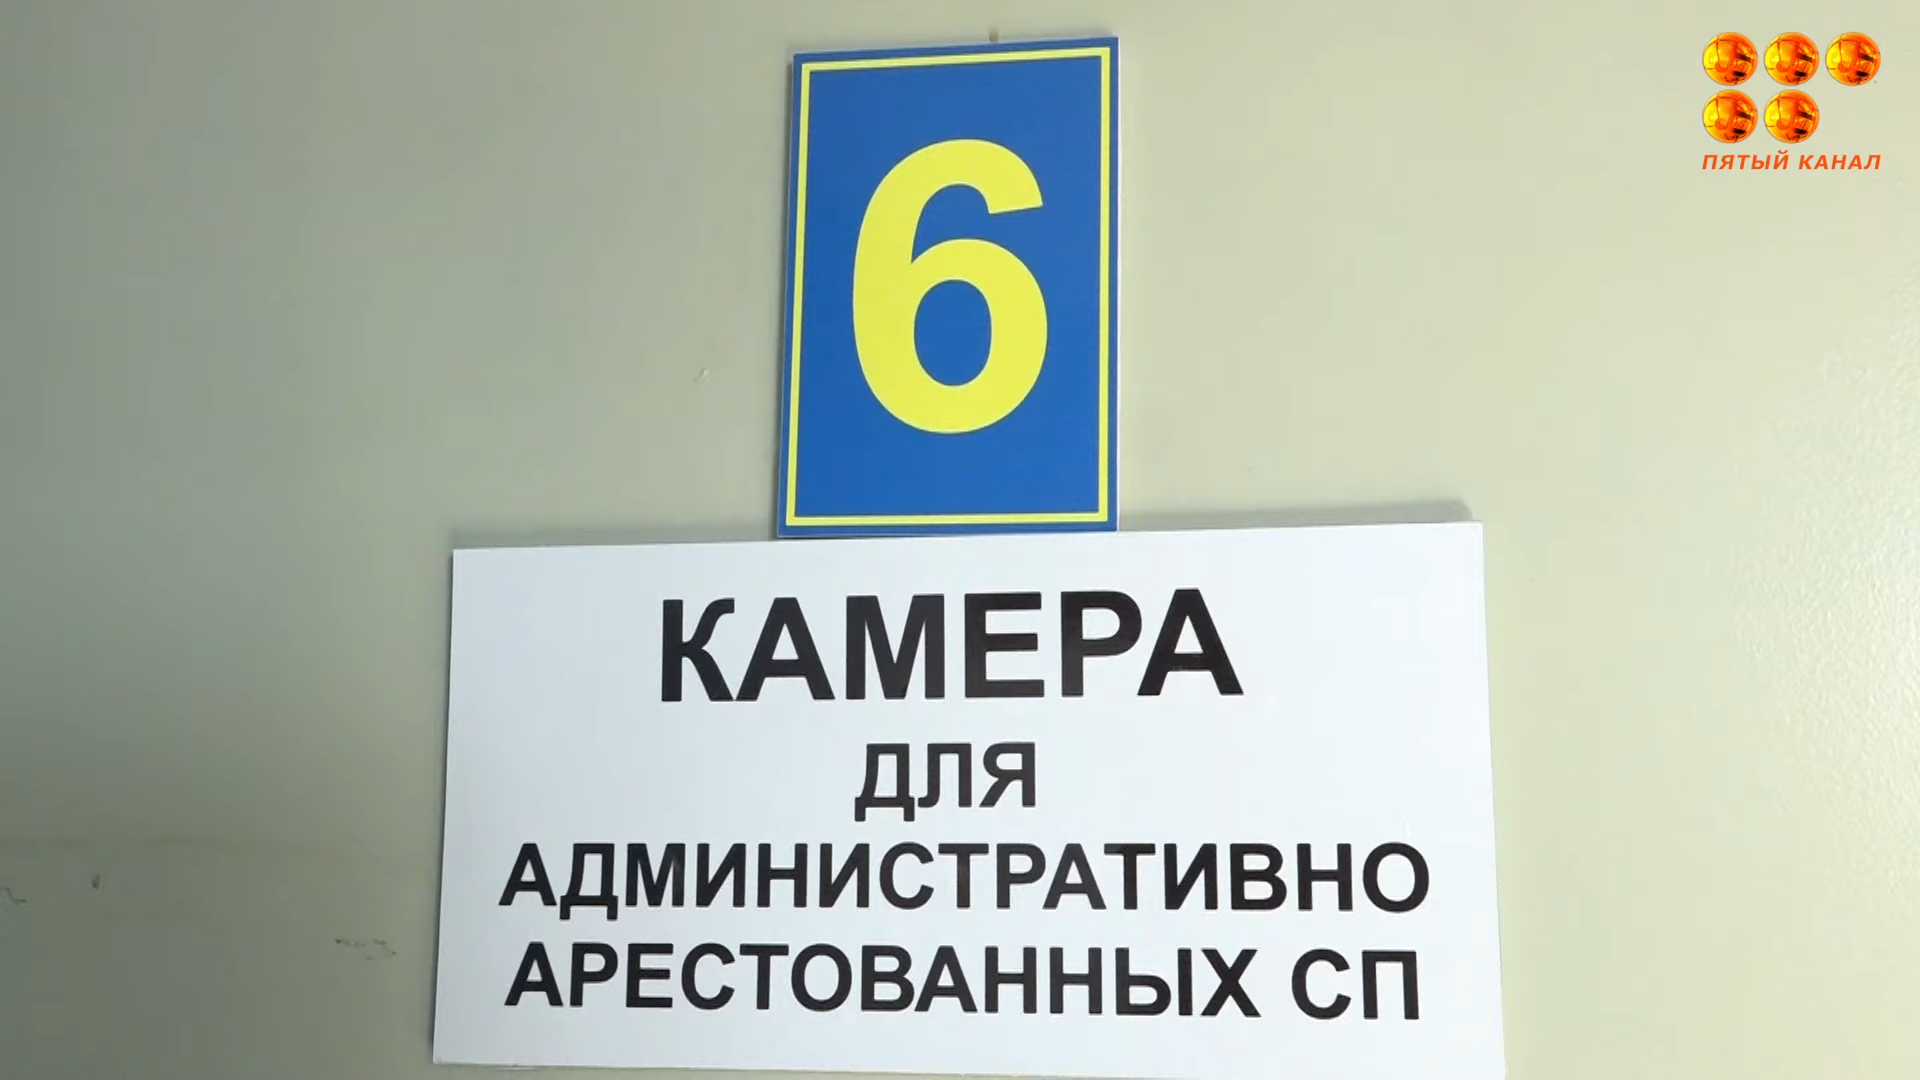 ПЯТЫЙ КАНАЛ
6
КАМЕРА
ДЛЯ
АДМИНИСТРАТИВНО
АРЕСТОВАННЫХ СП